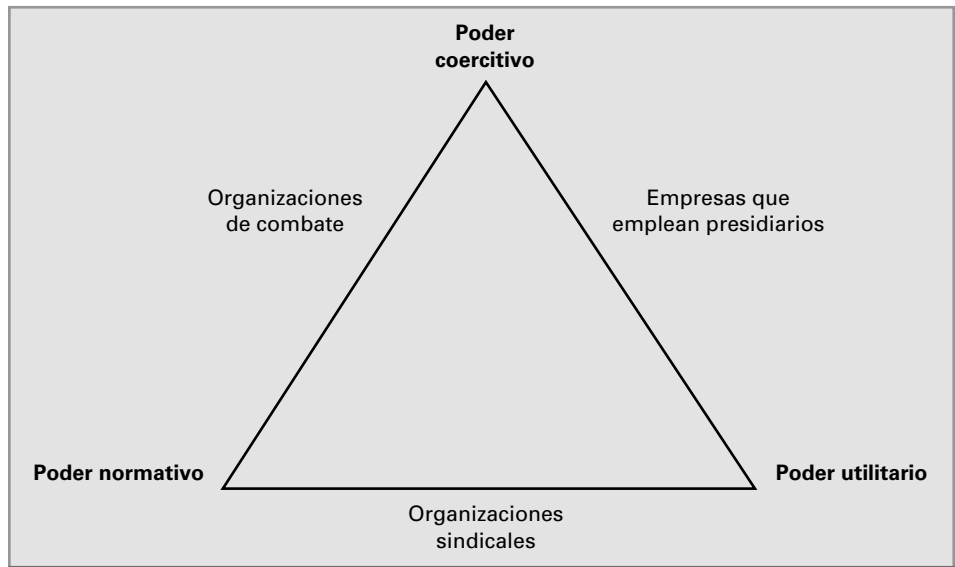 Poder
coercitivo
Organizaciones
de combate
Empresas que
emplean presidiarios
Poder normativo
Poder utilitario
Organizaciones
sindicales